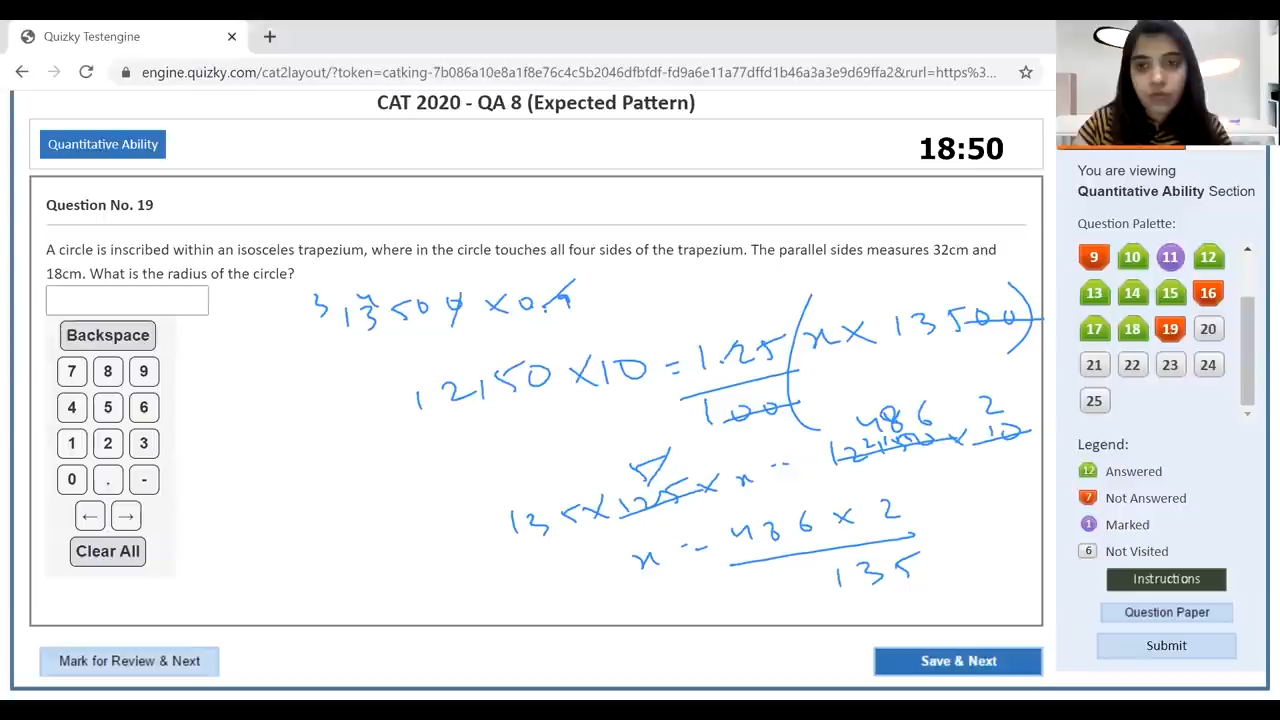 Quizky Testengine
engine.quizky.com/cat2layout/?token=catking-7b086a10e8a1f8e76c4c5b2046dfbfdf-fd9a6e11a77dffd1b46a3a3e9d69ffa2&rurl=https%3...
CAT 2020 - QA 8 (Expected Pattern)
Quantitative Ability
18:50
Question No. 19
A circle is inscribed within an isosceles trapezium, where in the circle touches all four sides of the trapezium. The parallel sides measures 32cm and
18cm. What is the radius of the circle?
Backspace
7 8 9
4 5 6
1 2 3
0 . -
← →
Clear All
12150 × 10 = 1.25 ( x × 13500 )
100
486 2
135 × 125 × x =
5
x = 486 × 2
135
Mark for Review & Next
Save & Next
You are viewing
Quantitative Ability Section
Question Palette:
9 10 11 12
13 14 15 16
17 18 19 20
21 22 23 24
25
Legend:
12 Answered
7 Not Answered
1 Marked
6 Not Visited
Instructions
Question Paper
Submit